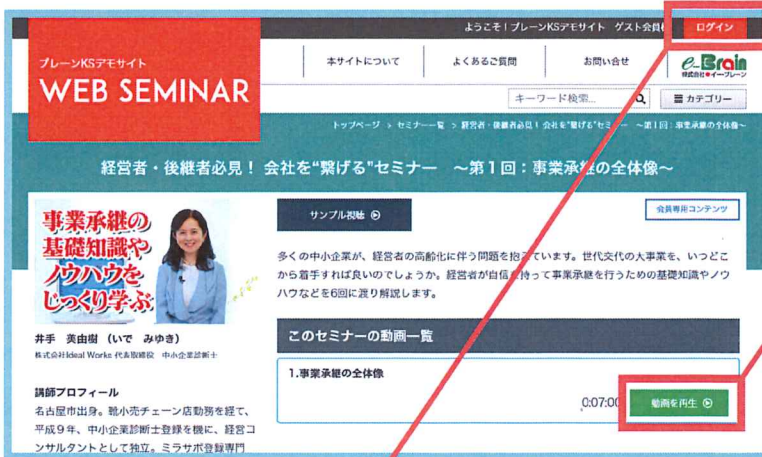 ようこそ！ブレーンKSデモサイト ゲスト会員様
ログイン
ブレーンKSデモサイト
WEB SEMINAR
本サイトについて
よくあるご質問
お問い合せ
e-Brain
株式会社●イー・ブレーン
キーワード検索...
カテゴリー
トップページ > セミナー一覧 > 経営者・後継者必見！会社を"繋げる"セミナー ～第1回：事業承継の全体像～
経営者・後継者必見！ 会社を“繋げる”セミナー ～第1回：事業承継の全体像～
事業承継の
基礎知識や
ノウハウを
じっくり学ぶ
サンプル視聴
会員専用コンテンツ
多くの中小企業が、経営者の高齢化に伴う問題を抱えています。世代交代の大事業を、いつどこ
から着手すれば良いのでしょうか。経営者が自信を持って事業承継を行うための基礎知識やノウ
ハウなどを6回に渡り解説します。
井手 美由樹（いで みゆき）
株式会社Ideal Works 代表取締役 中小企業診断士
このセミナーの動画一覧
1.事業承継の全体像
0:07:00
動画を再生
講師プロフィール
名古屋市出身。靴小売チェーン店勤務を経て、
平成９年、中小企業診断士登録を機に、経営コ
ンサルタントとして独立。ミラサポ登録専門